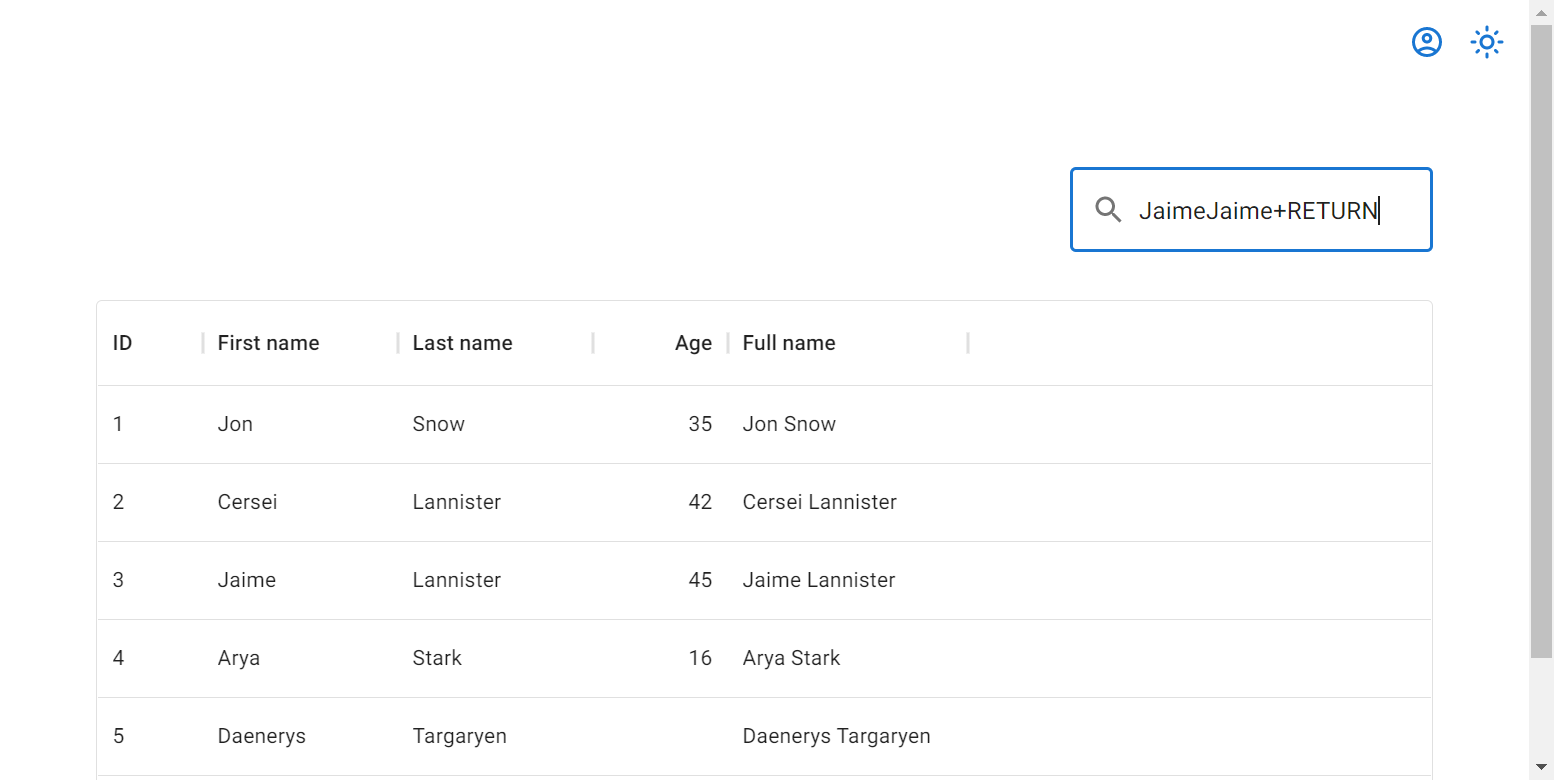 JaimeJaime+RETURN
ID First name Last name Age Full name
1 Jon Snow 35 Jon Snow
2 Cersei Lannister 42 Cersei Lannister
3 Jaime Lannister 45 Jaime Lannister
4 Arya Stark 16 Arya Stark
5 Daenerys Targaryen Daenerys Targaryen